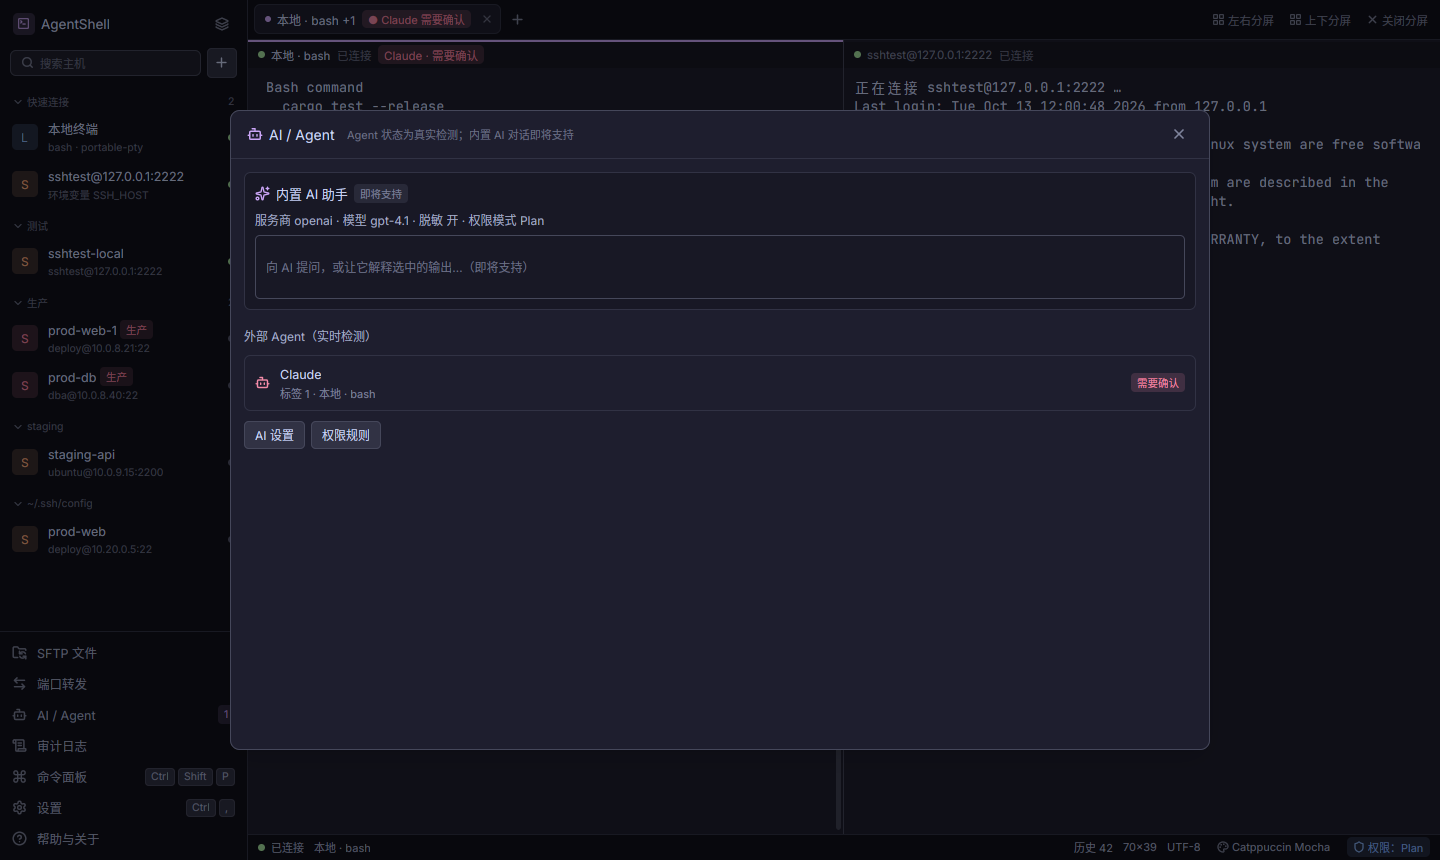 AgentShell
本地 · bash +1 Claude 需要确认
左右分屏 上下分屏 关闭分屏
搜索主机
本地 · bash 已连接 Claude · 需要确认
sshtest@127.0.0.1:2222 已连接
快速连接 2
本地终端
bash · portable-pty
sshtest@127.0.0.1:2222
环境变量 SSH_HOST
测试
sshtest-local
sshtest@127.0.0.1:2222
生产
prod-web-1 生产
deploy@10.0.8.21:22
prod-db 生产
dba@10.0.8.40:22
staging
staging-api
ubuntu@10.0.9.15:2200
~/.ssh/config
prod-web
deploy@10.20.0.5:22
SFTP 文件
端口转发
AI / Agent 1
审计日志
命令面板 Ctrl Shift P
设置 Ctrl ,
帮助与关于
Bash command
cargo test --release
正在连接 sshtest@127.0.0.1:2222 …
Last login: Tue Oct 13 12:00:48 2026 from 127.0.0.1
nux system are free softwa
m are described in the
ht.
RRANTY, to the extent
AI / Agent Agent 状态为真实检测；内置 AI 对话即将支持
内置 AI 助手 即将支持
服务商 openai · 模型 gpt-4.1 · 脱敏 开 · 权限模式 Plan
向 AI 提问，或让它解释选中的输出…（即将支持）
外部 Agent（实时检测）
Claude
标签 1 · 本地 · bash
需要确认
AI 设置 权限规则
已连接 本地 · bash
历史 42 70×39 UTF-8 Catppuccin Mocha 权限：Plan